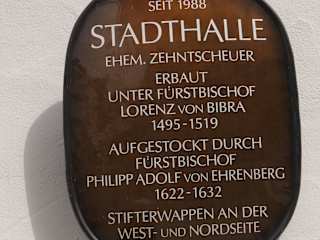 SEIT 1988
STADTHALLE
EHEM. ZEHNTSCHEUER
ERBAUT
UNTER FÜRSTBISCHOF
LORENZ VON BIBRA
1495-1519
AUFGESTOCKT DURCH
FÜRSTBISCHOF
PHILIPP ADOLF VON EHRENBERG
1622-1632
STIFTERWAPPEN AN DER
WEST- UND NORDSEITE